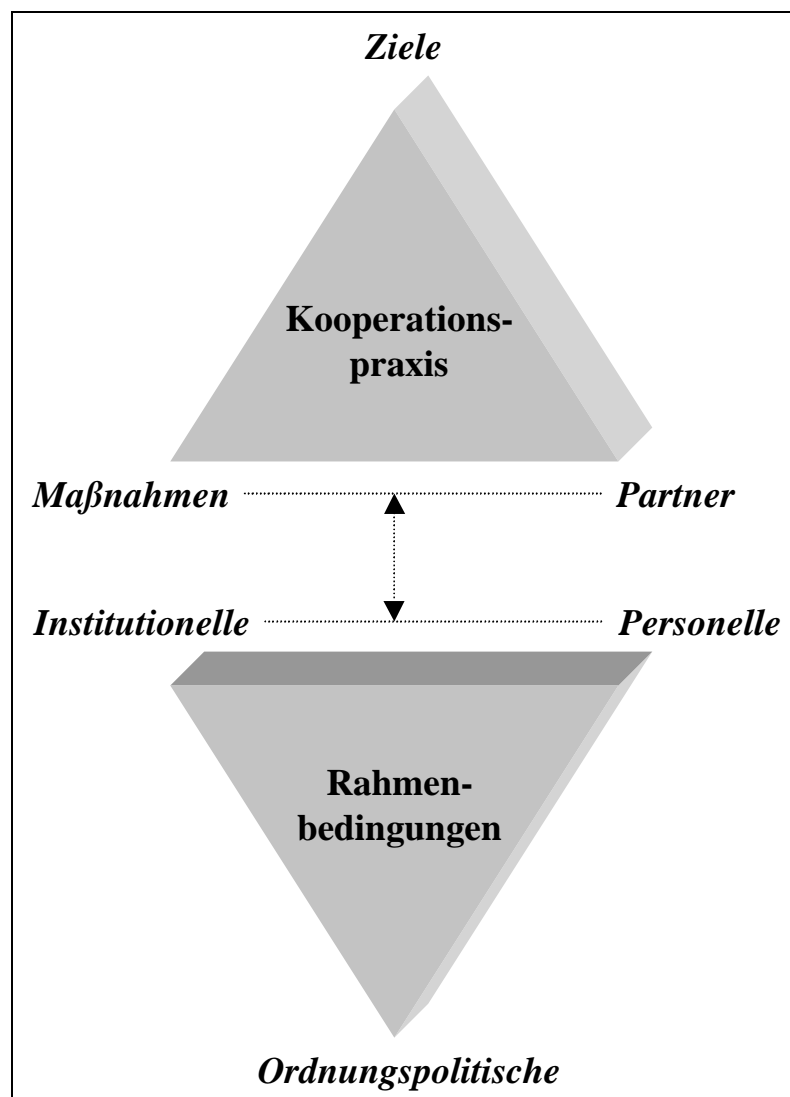 Ziele
Kooperations-
praxis
Maßnahmen Partner
Institutionelle Personelle
Rahmen-
bedingungen
Ordnungspolitische